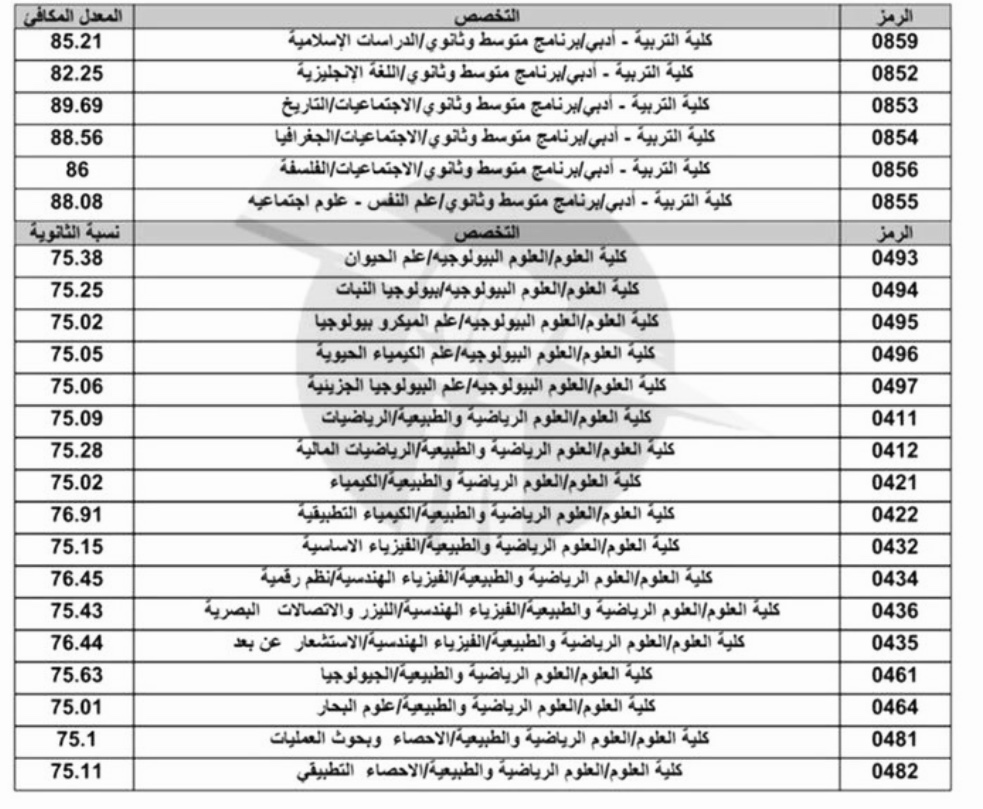 الرمز التخصص المعدل المكافئ
0859 كلية التربية - أدبي/برنامج متوسط وثانوي/الدراسات الإسلامية 85.21
0852 كلية التربية - أدبي/برنامج متوسط وثانوي/اللغة الإنجليزية 82.25
0853 كلية التربية - أدبي/برنامج متوسط وثانوي/الاجتماعيات/التاريخ 89.69
0854 كلية التربية - أدبي/برنامج متوسط وثانوي/الاجتماعيات/الجغرافيا 88.56
0856 كلية التربية - أدبي/برنامج متوسط وثانوي/الاجتماعيات/الفلسفة 86
0855 كلية التربية - أدبي/برنامج متوسط وثانوي/علم النفس - علوم اجتماعيه 88.08
الرمز التخصص نسبة الثانوية
0493 كلية العلوم/العلوم البيولوجيه/علم الحيوان 75.38
0494 كلية العلوم/العلوم البيولوجيه/بيولوجيا النبات 75.25
0495 كلية العلوم/العلوم البيولوجيه/علم الميكرو بيولوجيا 75.02
0496 كلية العلوم/العلوم البيولوجيه/علم الكيمياء الحيوية 75.05
0497 كلية العلوم/العلوم البيولوجيه/علم البيولوجيا الجزيئية 75.06
0411 كلية العلوم/العلوم الرياضية والطبيعية/الرياضيات 75.09
0412 كلية العلوم/العلوم الرياضية والطبيعية/الرياضيات المالية 75.28
0421 كلية العلوم/العلوم الرياضية والطبيعية/الكيمياء 75.02
0422 كلية العلوم/العلوم الرياضية والطبيعية/الكيمياء التطبيقية 76.91
0432 كلية العلوم/العلوم الرياضية والطبيعية/الفيزياء الاساسية 75.15
0434 كلية العلوم/العلوم الرياضية والطبيعية/الفيزياء الهندسية/نظم رقمية 76.45
0436 كلية العلوم/العلوم الرياضية والطبيعية/الفيزياء الهندسية/الليزر والاتصالات البصرية 75.43
0435 كلية العلوم/العلوم الرياضية والطبيعية/الفيزياء الهندسية/الاستشعار عن بعد 76.44
0461 كلية العلوم/العلوم الرياضية والطبيعية/الجيولوجيا 75.63
0464 كلية العلوم/العلوم الرياضية والطبيعية/علوم البحار 75.01
0481 كلية العلوم/العلوم الرياضية والطبيعية/الاحصاء وبحوث العمليات 75.1
0482 كلية العلوم/العلوم الرياضية والطبيعية/الاحصاء التطبيقي 75.11